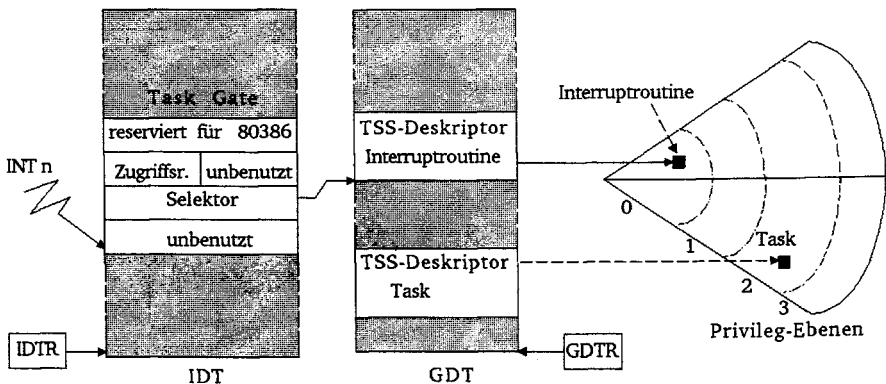 Task Gate
reserviert für 80386
Zugriffsr. unbenutzt
Selektor
unbenutzt
INT n
IDTR
IDT
TSS-Deskriptor
Interruptroutine
TSS-Deskriptor
Task
GDTR
GDT
Interruptroutine
0
1
2
3
Task
Privileg-Ebenen